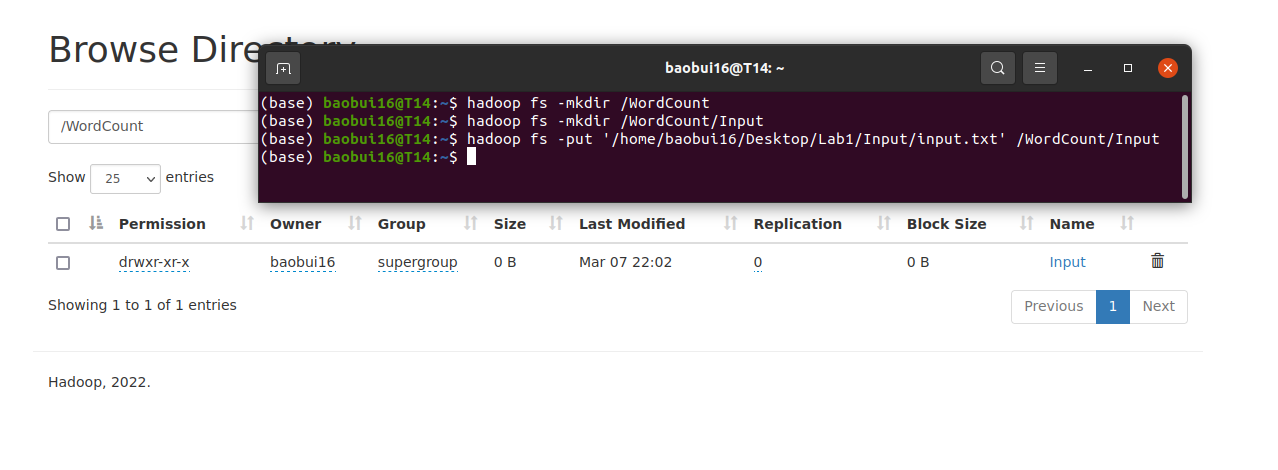 Browse Directory
baobui16@T14: ~
(base) baobui16@T14:~$ hadoop fs -mkdir /WordCount
(base) baobui16@T14:~$ hadoop fs -mkdir /WordCount/Input
(base) baobui16@T14:~$ hadoop fs -put '/home/baobui16/Desktop/Lab1/Input/input.txt' /WordCount/Input
(base) baobui16@T14:~$
/WordCount
Show 25 entries
Permission Owner Group Size Last Modified Replication Block Size Name
drwxr-xr-x baobui16 supergroup 0 B Mar 07 22:02 0 0 B Input
Showing 1 to 1 of 1 entries
Previous 1 Next
Hadoop, 2022.